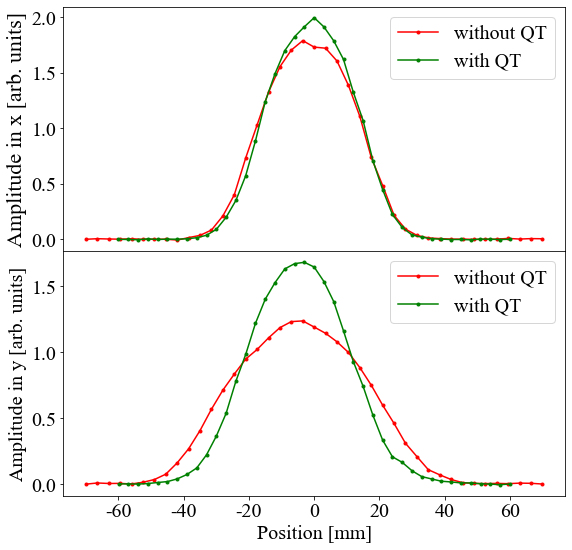 Amplitude in x [arb. units]
2.0
1.5
1.0
0.5
0.0
without QT
with QT
Amplitude in y [arb. units]
1.5
1.0
0.5
0.0
without QT
with QT
-60 -40 -20 0 20 40 60
Position [mm]